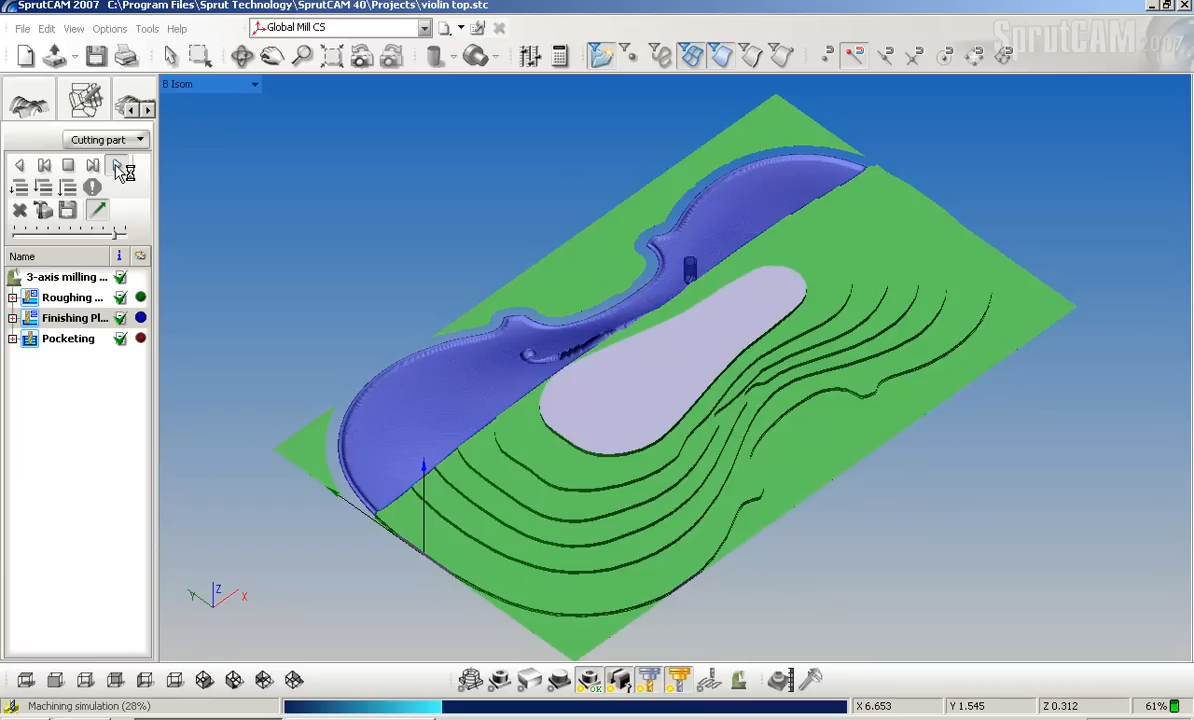 SprutCAM 2007  C:\Program Files\Sprut Technology\SprutCAM 40\Projects\violin top.stc
File Edit View Options Tools Help
Global Mill CS
SprutCAM 2007
B Isom
Cutting part
Name
3-axis milling ...
Roughing ...
Finishing Pl...
Pocketing
Z
Y
X
Machining simulation (28%)
X 6.653
Y 1.545
Z 0.312
61%
OK